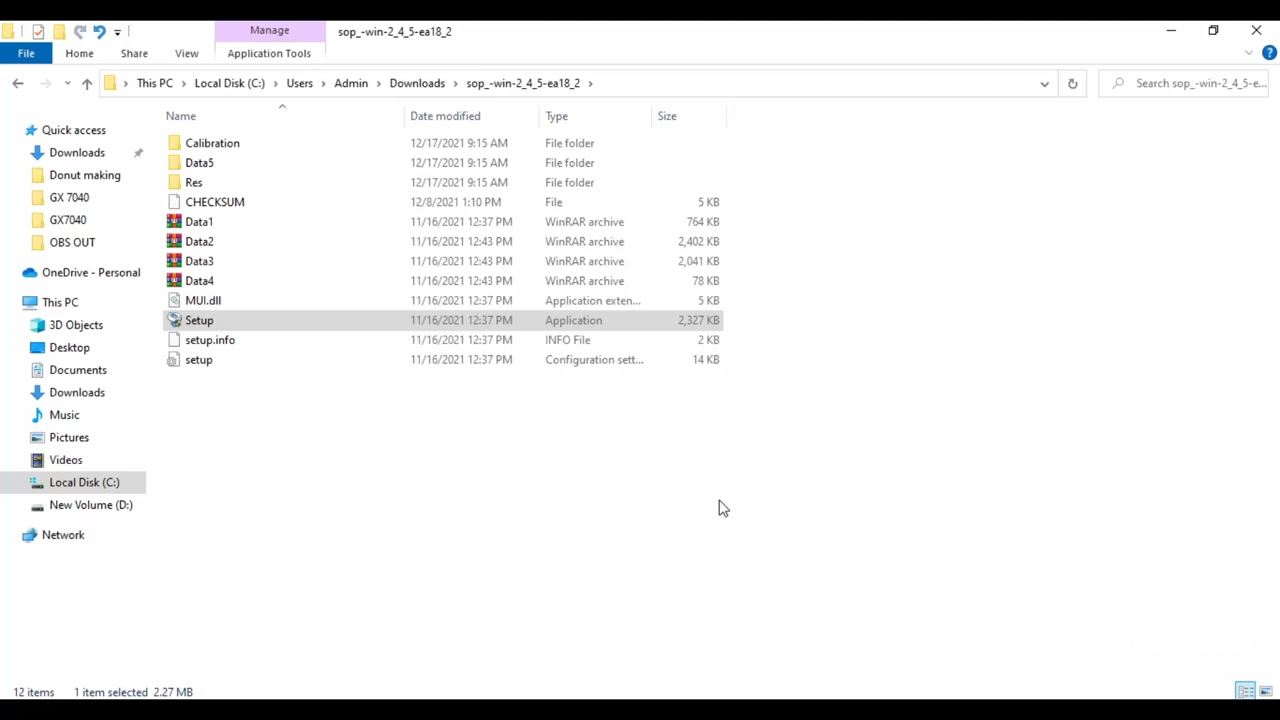 Manage
sop_-win-2_4_5-ea18_2
File
Home
Share
View
Application Tools
This PC
Local Disk (C:)
Users
Admin
Downloads
sop_-win-2_4_5-ea18_2
Search sop_-win-2_4_5-e...
Name
Date modified
Type
Size
Quick access
Downloads
Donut making
GX 7040
GX7040
OBS OUT
OneDrive - Personal
This PC
3D Objects
Desktop
Documents
Downloads
Music
Pictures
Videos
Local Disk (C:)
New Volume (D:)
Network
Calibration 12/17/2021 9:15 AM File folder
Data5 12/17/2021 9:15 AM File folder
Res 12/17/2021 9:15 AM File folder
CHECKSUM 12/8/2021 1:10 PM File 5 KB
Data1 11/16/2021 12:37 PM WinRAR archive 764 KB
Data2 11/16/2021 12:43 PM WinRAR archive 2,402 KB
Data3 11/16/2021 12:43 PM WinRAR archive 2,041 KB
Data4 11/16/2021 12:43 PM WinRAR archive 78 KB
MUI.dll 11/16/2021 12:37 PM Application exten... 5 KB
Setup 11/16/2021 12:37 PM Application 2,327 KB
setup.info 11/16/2021 12:37 PM INFO File 2 KB
setup 11/16/2021 12:37 PM Configuration sett... 14 KB
12 items 1 item selected 2.27 MB